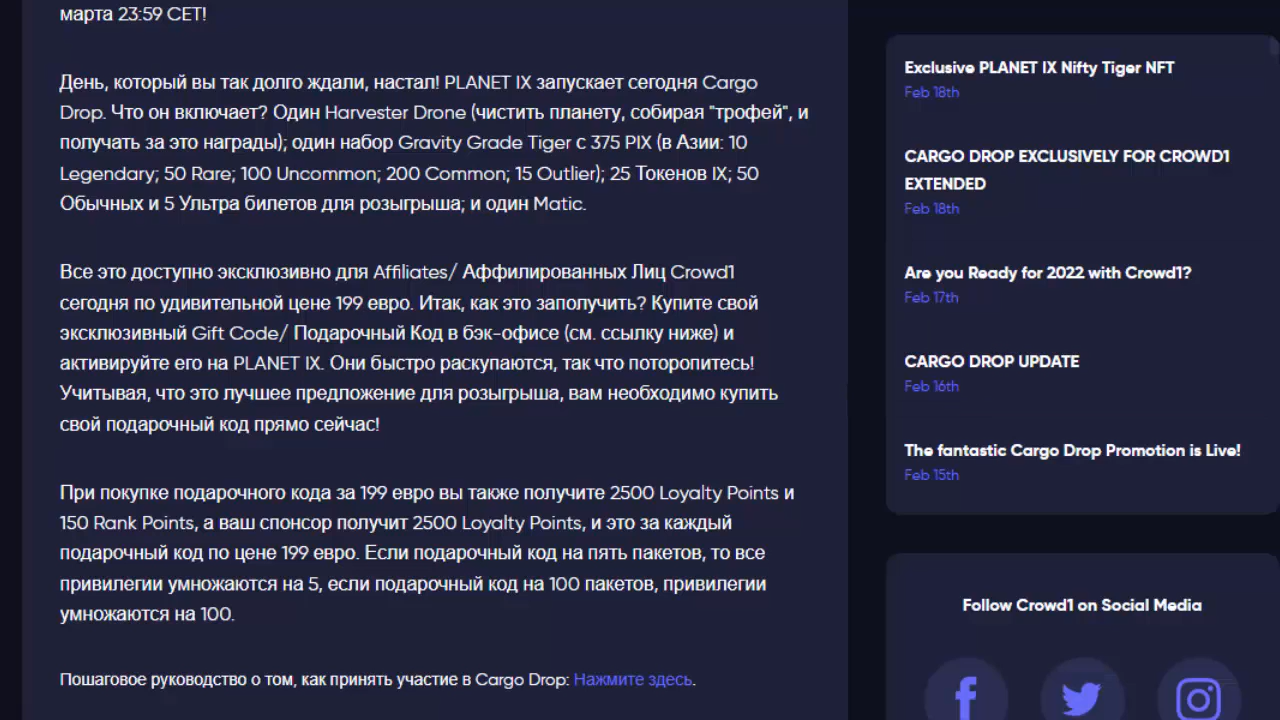 марта 23:59 CET!
День, который вы так долго ждали, настал! PLANET IX запускает сегодня Cargo
Drop. Что он включает? Один Harvester Drone (чистить планету, собирая "трофей", и
получать за это награды); один набор Gravity Grade Tiger с 375 PIX (в Азии: 10
Legendary; 50 Rare; 100 Uncommon; 200 Common; 15 Outlier); 25 Токенов IX; 50
Обычных и 5 Ультра билетов для розыгрыша; и один Matic.
Все это доступно эксклюзивно для Affiliates/ Аффилированных Лиц Crowd1
сегодня по удивительной цене 199 евро. Итак, как это заполучить? Купите свой
эксклюзивный Gift Code/ Подарочный Код в бэк-офисе (см. ссылку ниже) и
активируйте его на PLANET IX. Они быстро раскупаются, так что поторопитесь!
Учитывая, что это лучшее предложение для розыгрыша, вам необходимо купить
свой подарочный код прямо сейчас!
При покупке подарочного кода за 199 евро вы также получите 2500 Loyalty Points и
150 Rank Points, а ваш спонсор получит 2500 Loyalty Points, и это за каждый
подарочный код по цене 199 евро. Если подарочный код на пять пакетов, то все
привилегии умножаются на 5, если подарочный код на 100 пакетов, привилегии
умножаются на 100.
Пошаговое руководство о том, как принять участие в Cargo Drop: Нажмите здесь.
Exclusive PLANET IX Nifty Tiger NFT
Feb 18th
CARGO DROP EXCLUSIVELY FOR CROWD1
EXTENDED
Feb 18th
Are you Ready for 2022 with Crowd1?
Feb 17th
CARGO DROP UPDATE
Feb 16th
The fantastic Cargo Drop Promotion is Live!
Feb 15th
Follow Crowd1 on Social Media